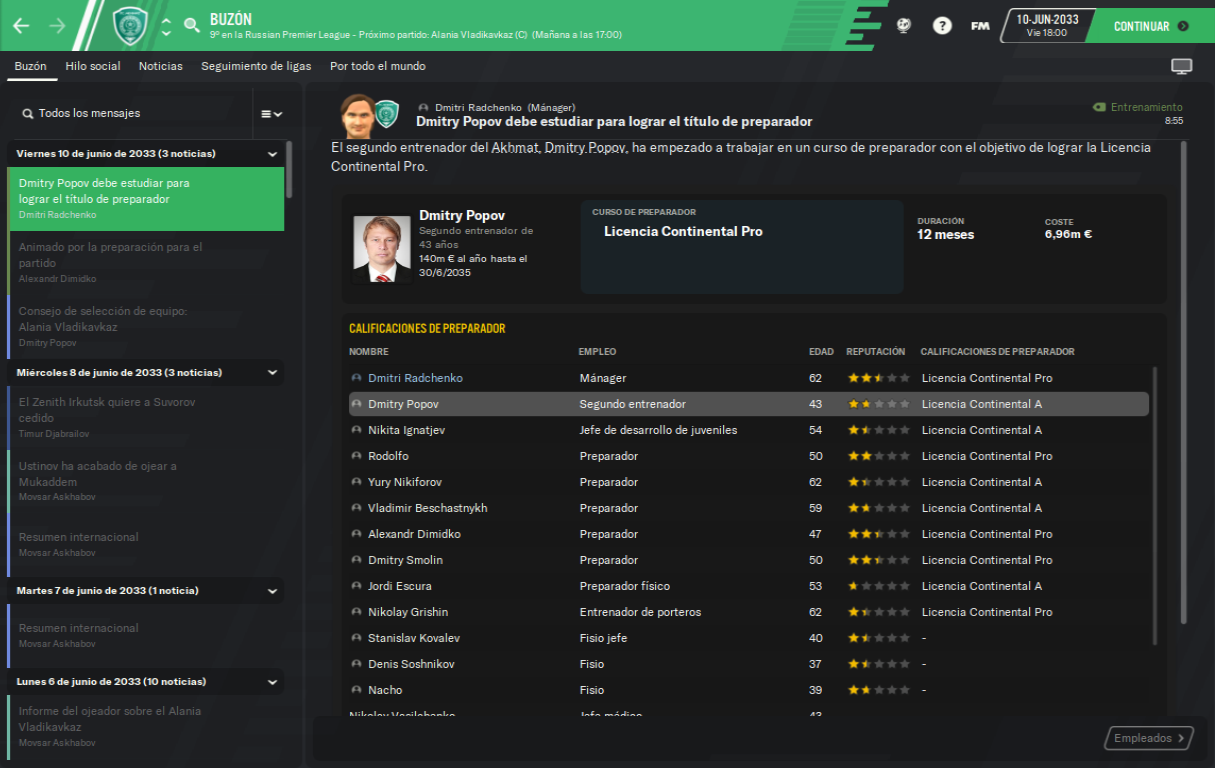 BUZÓN
9º en la Russian Premier League - Próximo partido: Alania Vladikavkaz (C) (Mañana a las 17:00)
?
FM
10-JUN-2033
Vie 18:00
CONTINUAR
Buzón Hilo social Noticias Seguimiento de ligas Por todo el mundo
Todos los mensajes
Viernes 10 de junio de 2033 (3 noticias)
Dmitry Popov debe estudiar para
lograr el título de preparador
Dmitri Radchenko
Animado por la preparación para el
partido
Alexandr Dimidko
Consejo de selección de equipo:
Alania Vladikavkaz
Dmitry Popov
Miércoles 8 de junio de 2033 (3 noticias)
El Zenith Irkutsk quiere a Suvorov
cedido
Timur Djabrailov
Ustinov ha acabado de ojear a
Mukaddem
Movsar Askhabov
Resumen internacional
Movsar Askhabov
Martes 7 de junio de 2033 (1 noticia)
Resumen internacional
Movsar Askhabov
Lunes 6 de junio de 2033 (10 noticias)
Informe del ojeador sobre el Alania
Vladikavkaz
Movsar Askhabov
Dmitri Radchenko (Mánager)
Dmitry Popov debe estudiar para lograr el título de preparador
Entrenamiento
8:55
El segundo entrenador del Akhmat, Dmitry Popov, ha empezado a trabajar en un curso de preparador con el objetivo de lograr la Licencia
Continental Pro.
Dmitry Popov
Segundo entrenador de
43 años
140m € al año hasta el
30/6/2035
CURSO DE PREPARADOR
Licencia Continental Pro
DURACIÓN
12 meses
COSTE
6,96m €
CALIFICACIONES DE PREPARADOR
NOMBRE EMPLEO EDAD REPUTACIÓN CALIFICACIONES DE PREPARADOR
Dmitri Radchenko Mánager 62 Licencia Continental Pro
Dmitry Popov Segundo entrenador 43 Licencia Continental A
Nikita Ignatjev Jefe de desarrollo de juveniles 54 Licencia Continental A
Rodolfo Preparador 50 Licencia Continental Pro
Yury Nikiforov Preparador 62 Licencia Continental A
Vladimir Beschastnykh Preparador 59 Licencia Continental A
Alexandr Dimidko Preparador 47 Licencia Continental Pro
Dmitry Smolin Preparador 50 Licencia Continental Pro
Jordi Escura Preparador físico 53 Licencia Continental A
Nikolay Grishin Entrenador de porteros 62 Licencia Continental Pro
Stanislav Kovalev Fisio jefe 40 -
Denis Soshnikov Fisio 37 -
Nacho Fisio 39 -
Jefe médico
Empleados